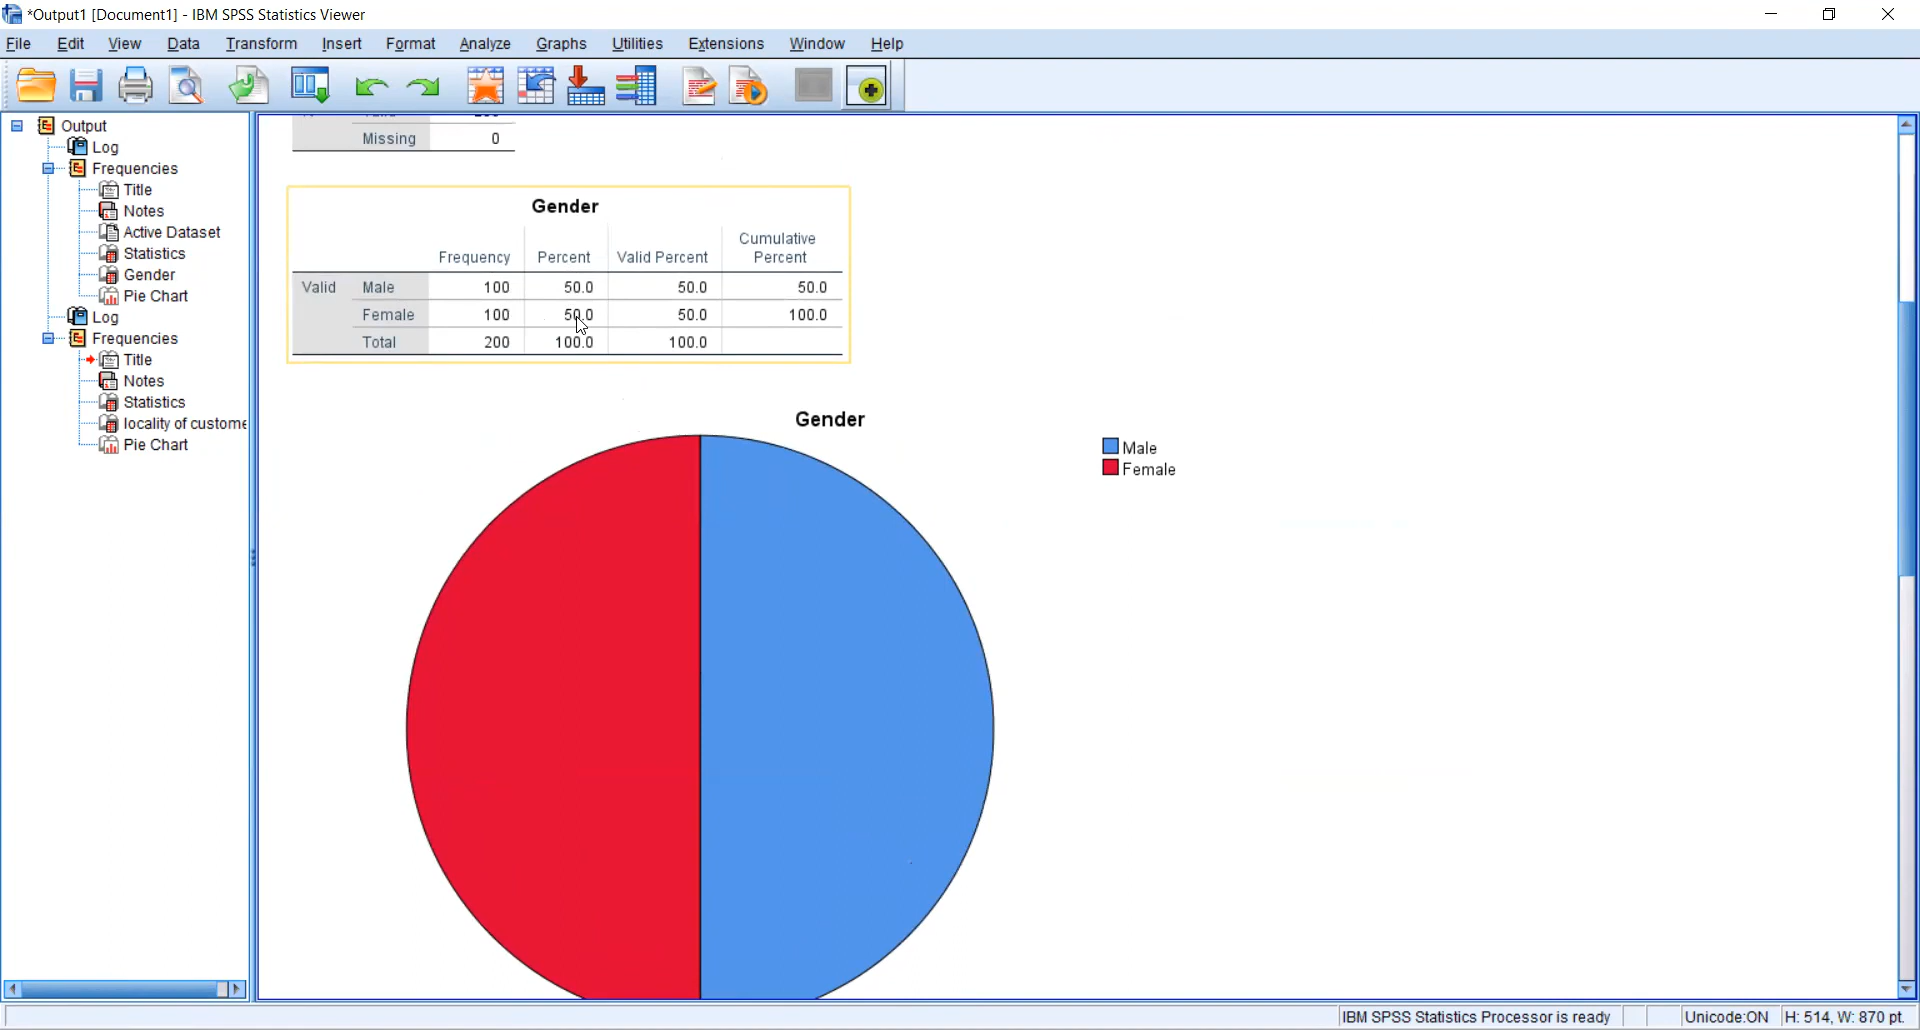 *Output1 [Document1] - IBM SPSS Statistics Viewer
File Edit View Data Transform Insert Format Analyze Graphs Utilities Extensions Window Help
Output
Log
Frequencies
Title
Notes
Active Dataset
Statistics
Gender
Pie Chart
Log
Frequencies
Title
Notes
Statistics
locality of custome
Pie Chart
Missing 0
Gender
Frequency Percent Valid Percent Cumulative Percent
Valid Male 100 50.0 50.0 50.0
Female 100 50.0 50.0 100.0
Total 200 100.0 100.0
Gender
Male
Female
IBM SPSS Statistics Processor is ready Unicode:ON H: 514, W: 870 pt.